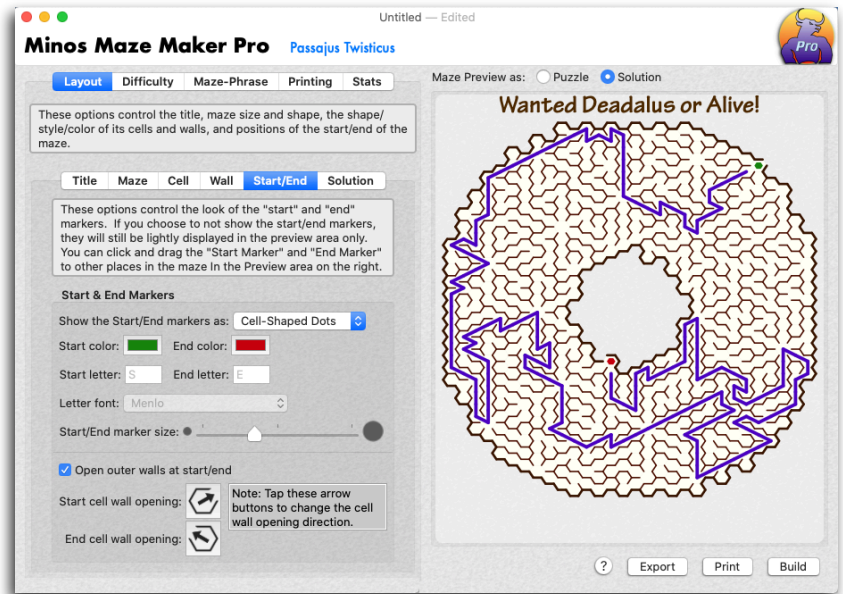 Untitled — Edited
Minos Maze Maker Pro Passajus Twisticus
Pro
Layout Difficulty Maze-Phrase Printing Stats
Maze Preview as: Puzzle Solution
These options control the title, maze size and shape, the shape/
style/color of its cells and walls, and positions of the start/end of the
maze.
Wanted Deadalus or Alive!
Title Maze Cell Wall Start/End Solution
These options control the look of the "start" and "end"
markers. If you choose to not show the start/end markers,
they will still be lightly displayed in the preview area only.
You can click and drag the "Start Marker" and "End Marker"
to other places in the maze In the Preview area on the right.
Start & End Markers
Show the Start/End markers as: Cell-Shaped Dots
Start color: End color:
Start letter: S End letter: E
Letter font: Menlo
Start/End marker size:
Open outer walls at start/end
Start cell wall opening:
Note: Tap these arrow
buttons to change the cell
wall opening direction.
End cell wall opening:
? Export Print Build